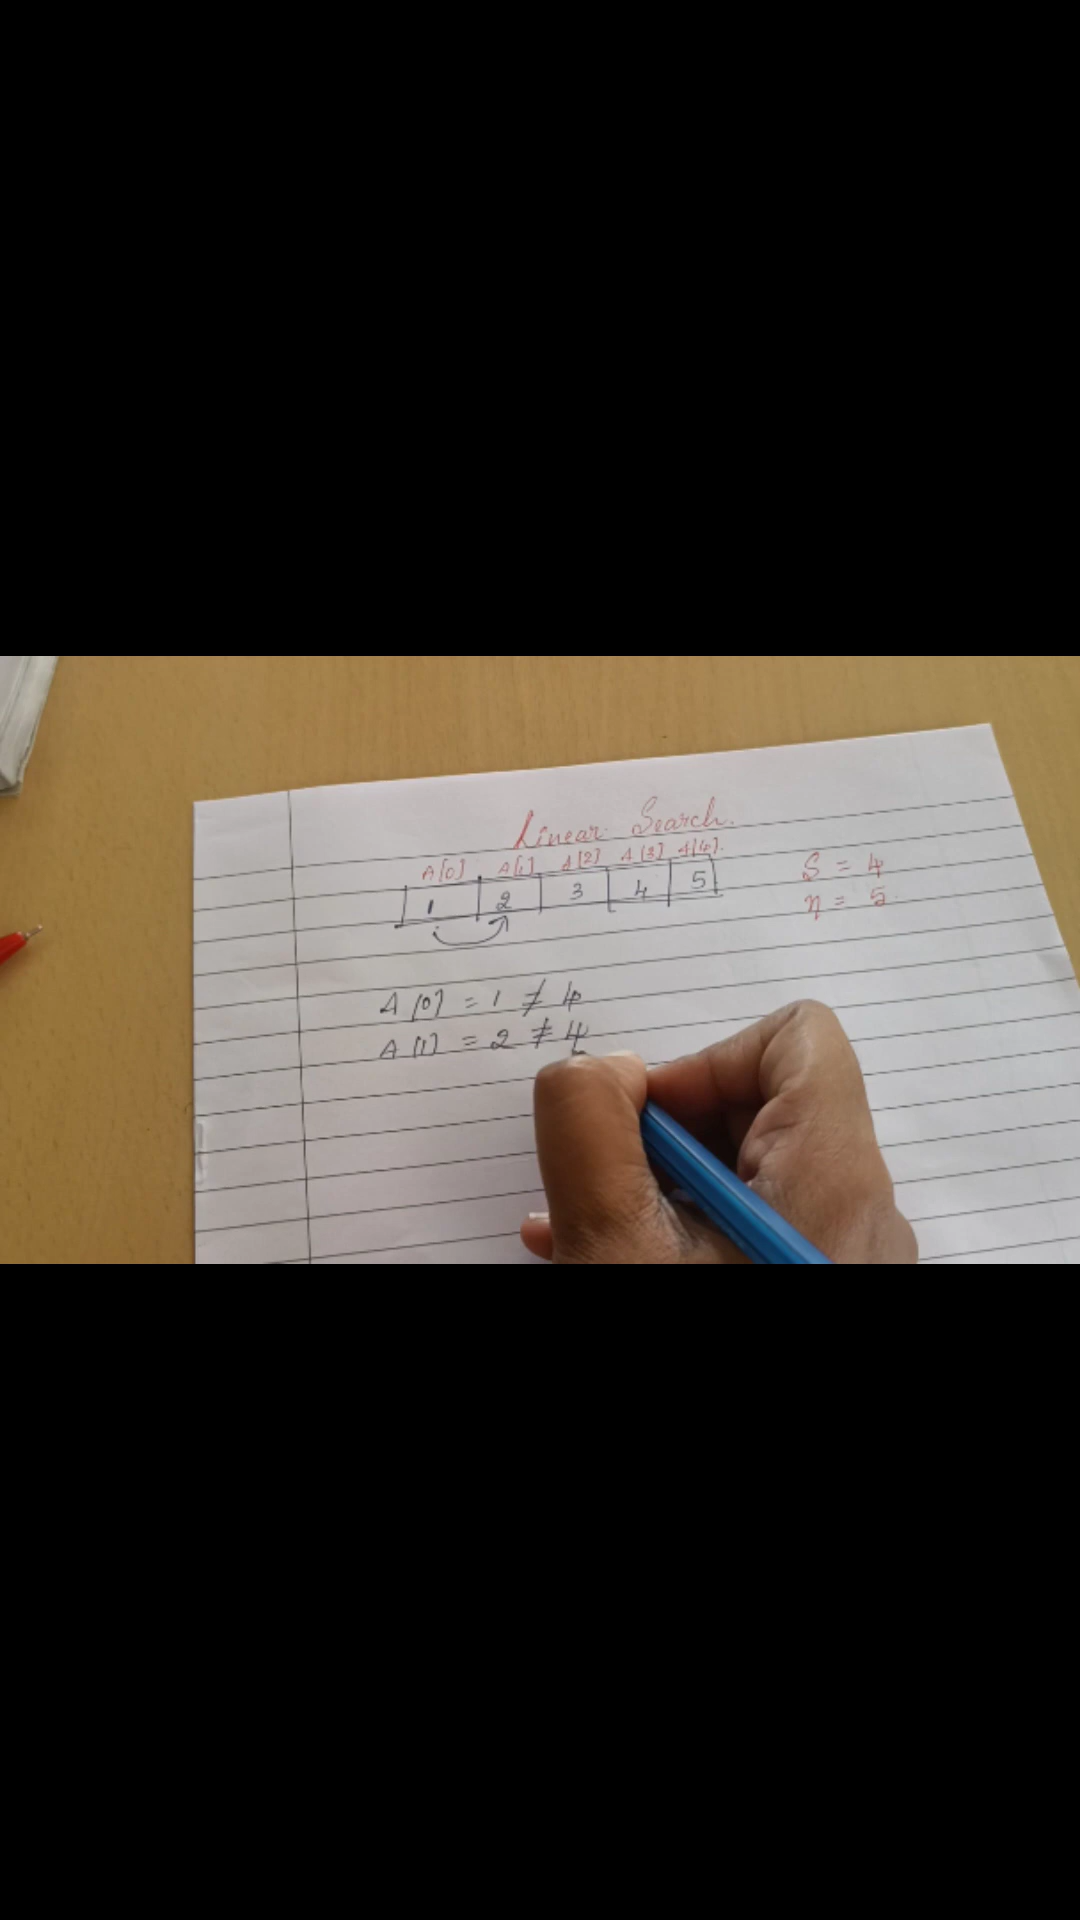 Linear Search.
A[0] A[1] A[2] A[3] A[4].
1 2 3 4 5
S = 4
n = 5.
A[0] = 1 ≠ 4
A[1] = 2 ≠ 4